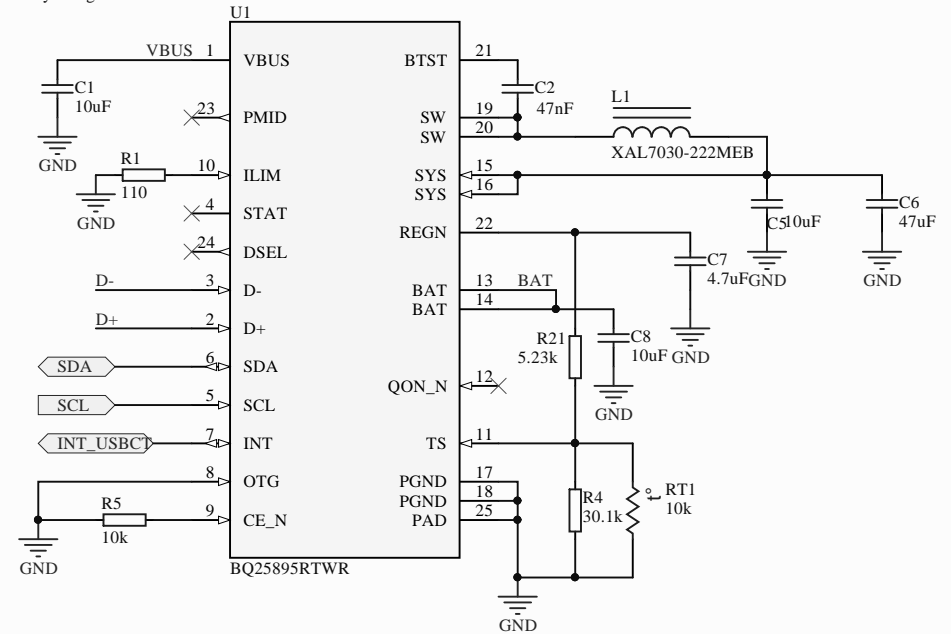 U1
VBUS 1 VBUS BTST 21
C1
10uF
GND
C2
47nF
23 PMID SW 19
SW 20
L1
XAL7030-222MEB
R1
110
GND
10 ILIM SYS 15
SYS 16
C5 10uF
GND
C6
47uF
GND
4 STAT
REGN 22
24 DSEL
C7
4.7uF
GND
D- 3 D- BAT 13 BAT
BAT 14
D+ 2 D+
R21
5.23k
C8
10uF
GND
SDA 6 SDA
QON_N 12
SCL 5 SCL
INT_USBCT 7 INT TS 11
8 OTG PGND 17
PGND 18
R5
10k
9 CE_N PAD 25
GND
R4
30.1k
t°
RT1
10k
BQ25895RTWR
GND